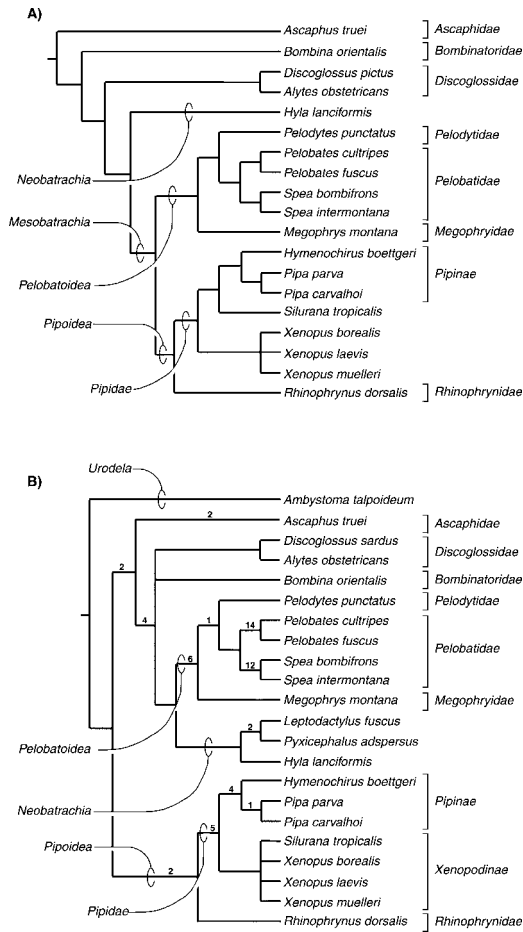 A)
Ascaphus truei Ascaphidae
Bombina orientalis Bombinatoridae
Discoglossus pictus Discoglossidae
Alytes obstetricans
Hyla lanciformis
Pelodytes punctatus Pelodytidae
Pelobates cultripes Pelobatidae
Neobatrachia Pelobates fuscus
Spea bombifrons
Mesobatrachia Spea intermontana
Megophrys montana Megophryidae
Hymenochirus boettgeri Pipinae
Pelobatoidea Pipa parva
Pipa carvalhoi
Silurana tropicalis
Pipoidea Xenopus borealis
Xenopus laevis
Xenopus muelleri
Pipidae Rhinophrynus dorsalis Rhinophrynidae
Urodela
B)
Ambystoma talpoideum
2 Ascaphus truei Ascaphidae
Discoglossus sardus Discoglossidae
Alytes obstetricans
2 Bombina orientalis Bombinatoridae
Pelodytes punctatus Pelodytidae
4 1 14 Pelobates cultripes Pelobatidae
Pelobates fuscus
6 12 Spea bombifrons
Spea intermontana
Megophrys montana Megophryidae
2 Leptodactylus fuscus
Pelobatoidea Pyxicephalus adspersus
Hyla lanciformis
Hymenochirus boettgeri Pipinae
4 1 Pipa parva
Neobatrachia Pipa carvalhoi
5 Silurana tropicalis Xenopodinae
Pipoidea Xenopus borealis
2 Xenopus laevis
Xenopus muelleri
Pipidae Rhinophrynus dorsalis Rhinophrynidae